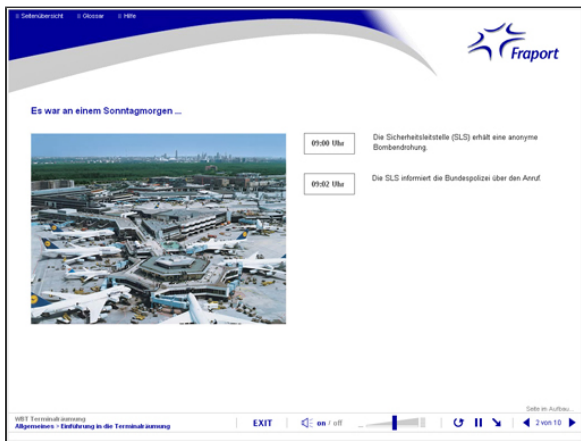 Seitenübersicht Glossar Hilfe
Fraport
Es war an einem Sonntagmorgen ...
09:00 Uhr
Die Sicherheitsleitstelle (SLS) erhält eine anonyme
Bombendrohung.
09:02 Uhr
Die SLS informiert die Bundespolizei über den Anruf.
Seite im Aufbau...
WBT Terminalräumung
Allgemeines > Einführung in die Terminalräumung
EXIT on / off 2 von 10